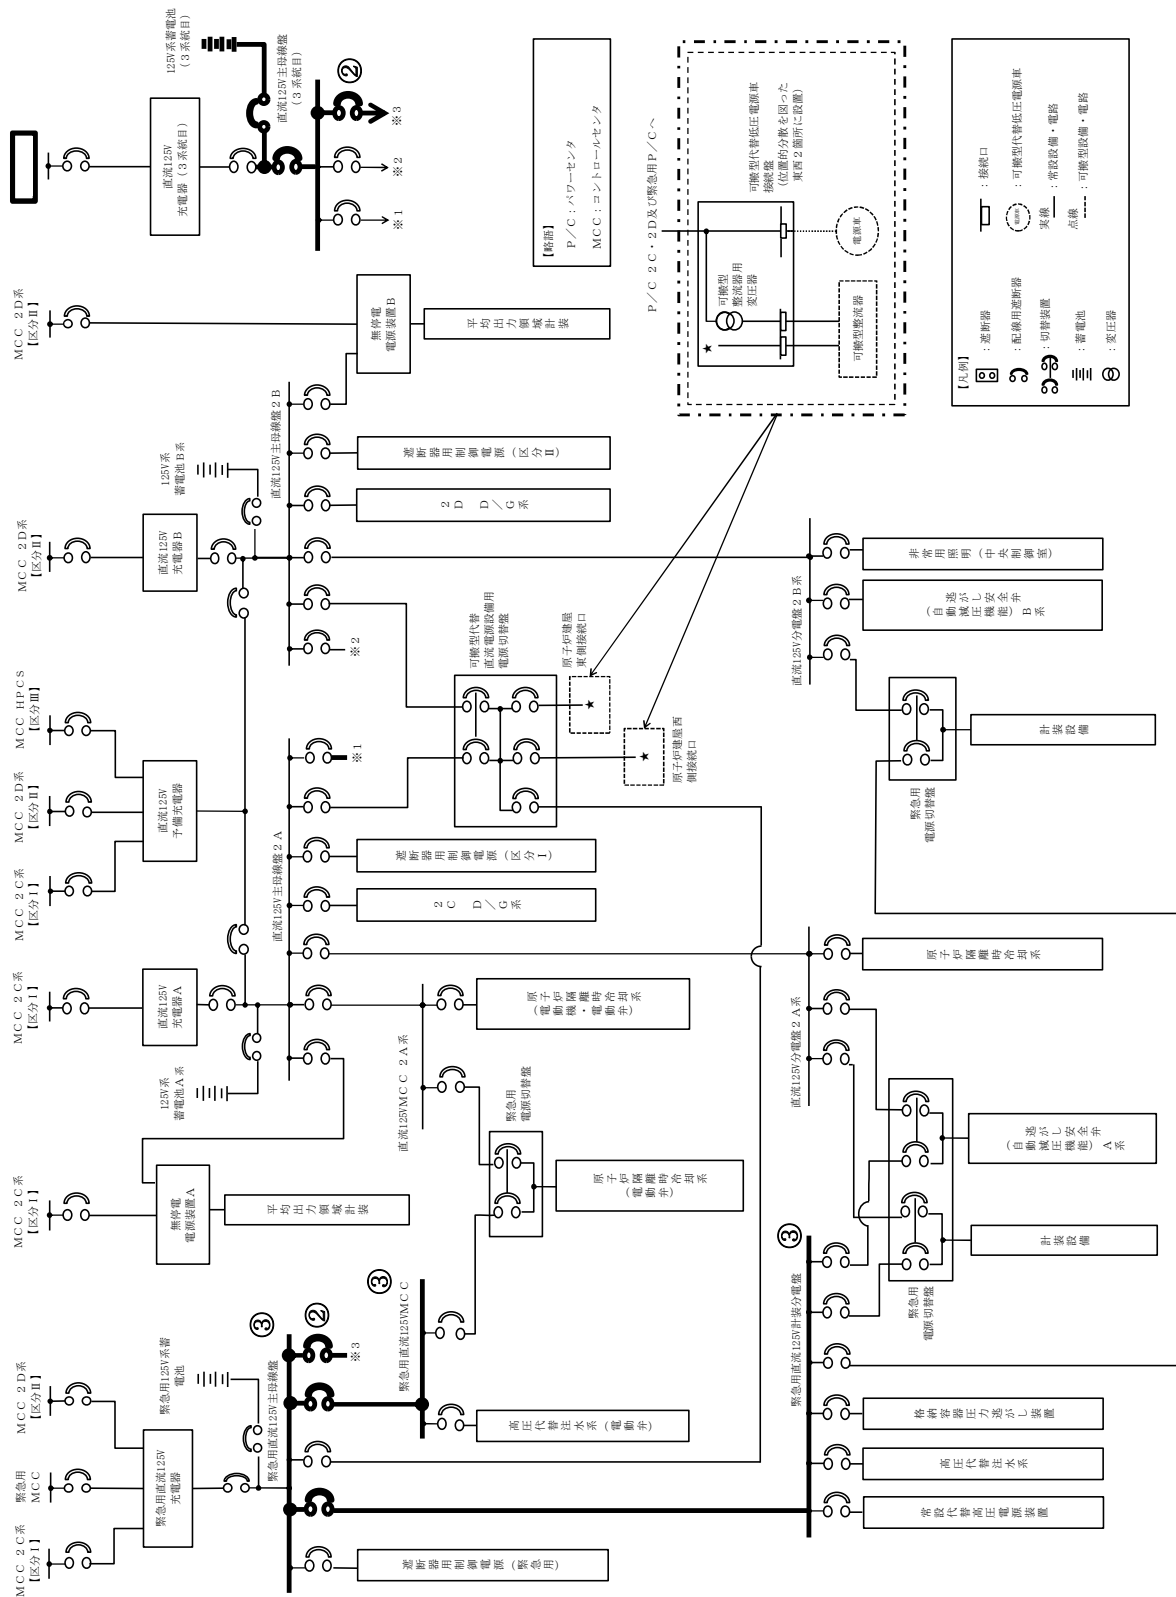 ＭＣＣ　２Ｃ系
【区分Ⅰ】
緊急用
ＭＣＣ
ＭＣＣ　２Ｄ系
【区分Ⅱ】
緊急用直流125V
充電器
緊急用125V系蓄
電池
③
緊急用直流125V主母線盤
②
※３
遮断器用制御電源（緊急用）
③
緊急用直流125VＭＣＣ
高圧代替注水系（電動弁）
③
緊急用直流125V計装分電盤
常設代替高圧電源装置
高圧代替注水系
格納容器圧力逃がし装置
ＭＣＣ　２Ｃ系
【区分Ⅰ】
無停電
電源装置Ａ
平均出力領域計装
ＭＣＣ　２Ｃ系
【区分Ⅰ】
直流125V
充電器Ａ
125V系
蓄電池Ａ系
直流125V主母線盤２Ａ
直流125VＭＣＣ　２Ａ系
原子炉隔離時冷却系
（電動機・電動弁）
緊急用
電源切替盤
原子炉隔離時冷却系
（電動弁）
２Ｃ　Ｄ／Ｇ系
遮断器用制御電源（区分Ⅰ）
※１
直流125V分電盤２Ａ系
原子炉隔離時冷却系
緊急用
電源切替盤
計装設備
逃がし安全弁
（自動減圧機能）Ａ系
ＭＣＣ　２Ｃ系
【区分Ⅰ】
ＭＣＣ　２Ｄ系
【区分Ⅱ】
ＭＣＣ　ＨＰＣＳ
【区分Ⅲ】
直流125V
予備充電器
可搬型代替
直流電源設備用
電源切替盤
原子炉建屋西
側接続口
★
原子炉建屋
東側接続口
★
ＭＣＣ　２Ｄ系
【区分Ⅱ】
直流125V
充電器Ｂ
125V系
蓄電池Ｂ系
直流125V主母線盤２Ｂ
※２
２Ｄ　Ｄ／Ｇ系
遮断器用制御電源（区分Ⅱ）
ＭＣＣ　２Ｄ系
【区分Ⅱ】
無停電
電源装置Ｂ
平均出力領域計装
直流125V分電盤２Ｂ系
緊急用
電源切替盤
計装設備
逃がし安全弁
（自動減圧機能）Ｂ系
非常用照明（中央制御室）
直流125V
充電器（３系統目）
125V系蓄電池
（３系統目）
直流125V主母線盤
（３系統目）
②
※１
※２
※３
【略語】
Ｐ／Ｃ：パワーセンタ
ＭＣＣ：コントロールセンタ
Ｐ／Ｃ　２Ｃ・２Ｄ及び緊急用Ｐ／Ｃへ
可搬型代替低圧電源車
接続盤
（位置的分散を図った
東西２箇所に設置）
★
可搬型
整流器用
変圧器
可搬型整流器
電源車
【凡例】
：遮断器
：配線用遮断器
：切替装置
：蓄電池
：変圧器
：接続口
電源車
：可搬型代替低圧電源車
実線
：常設設備・電路
点線
：可搬型設備・電路